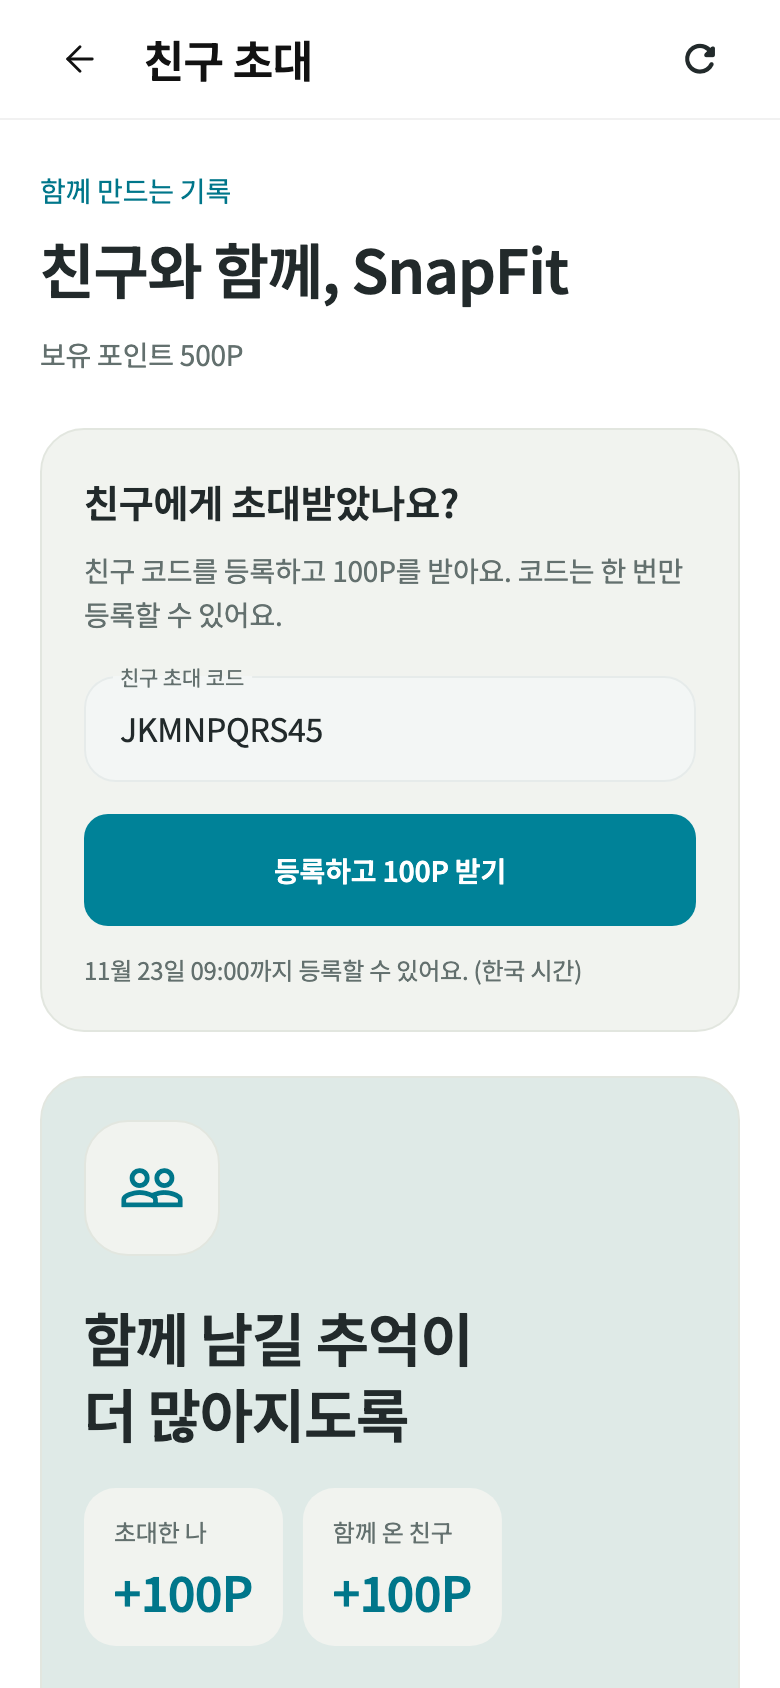 친구 초대
함께 만드는 기록
친구와 함께, SnapFit
보유 포인트 500P
친구에게 초대받았나요?
친구 코드를 등록하고 100P를 받아요. 코드는 한 번만
등록할 수 있어요.
친구 초대 코드
JKMNPQRS45
등록하고 100P 받기
11월 23일 09:00까지 등록할 수 있어요. (한국 시간)
함께 남길 추억이
더 많아지도록
초대한 나
+100P
함께 온 친구
+100P